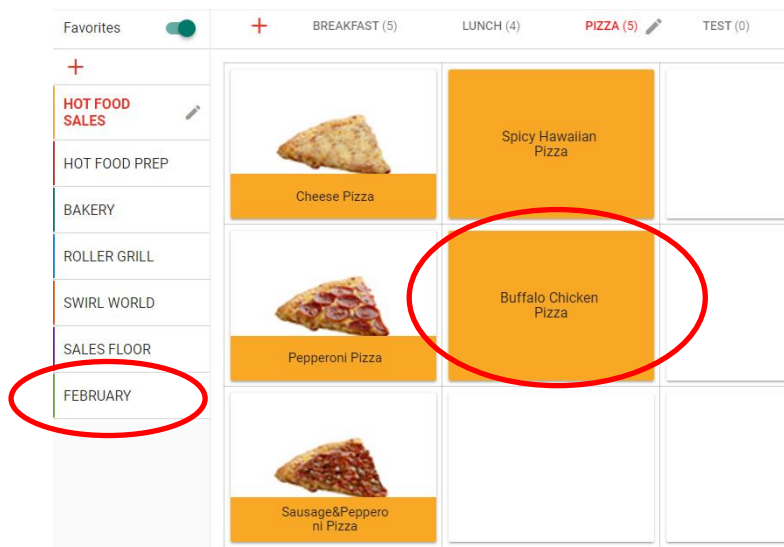 Favorites
+
BREAKFAST (5)
LUNCH (4)
PIZZA (5)
TEST (0)
+
HOT FOOD
SALES
HOT FOOD PREP
BAKERY
ROLLER GRILL
SWIRL WORLD
SALES FLOOR
FEBRUARY
Cheese Pizza
Spicy Hawaiian
Pizza
Pepperoni Pizza
Buffalo Chicken
Pizza
Sausage&Peppero
ni Pizza